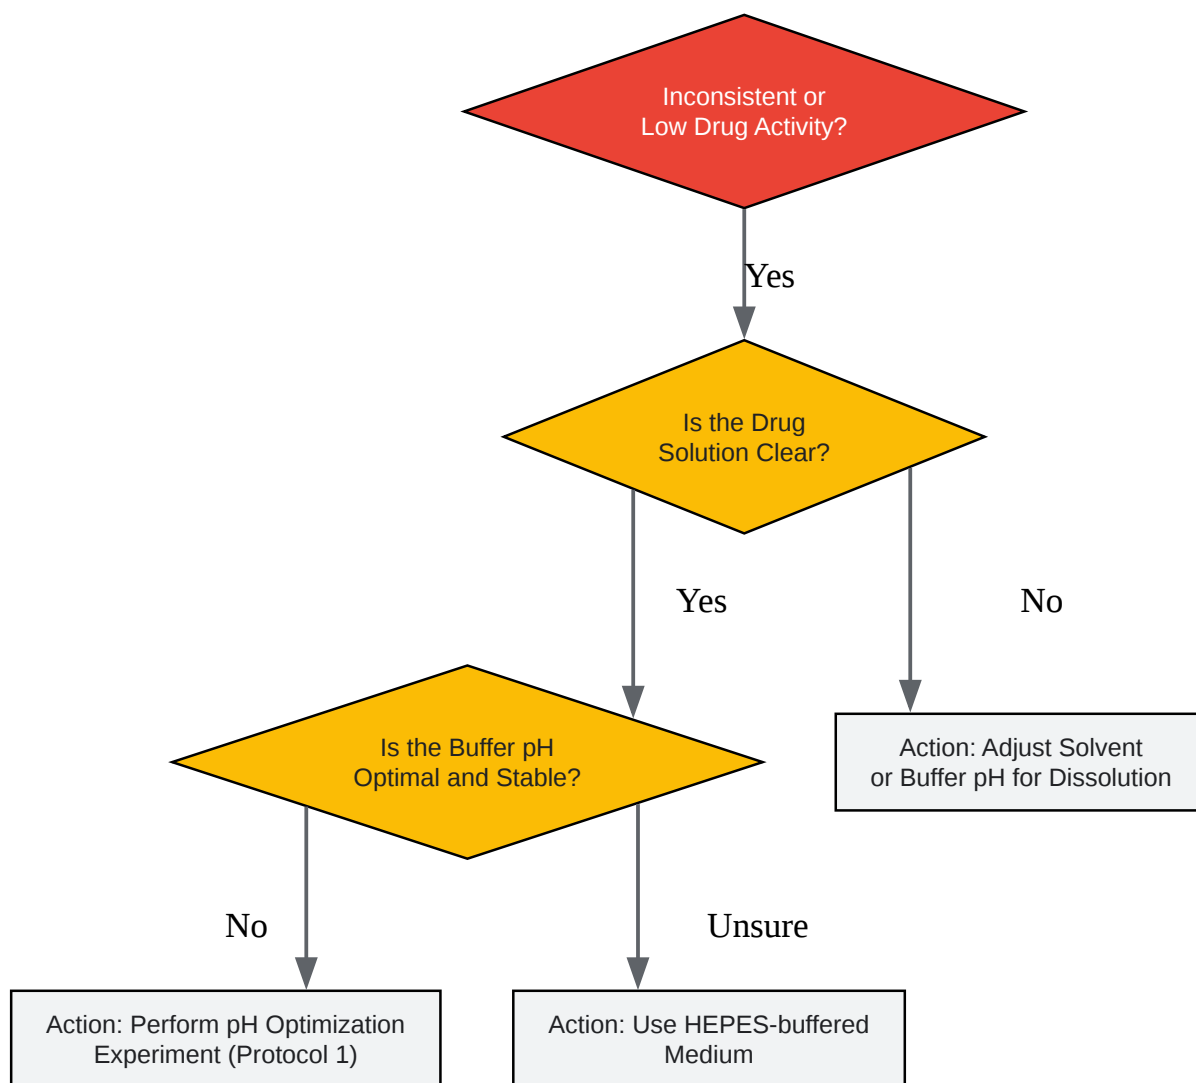 Inconsistent or
Low Drug Activity?
Yes
Is the Drug
Solution Clear?
Yes
No
Is the Buffer pH
Optimal and Stable?
Action: Adjust Solvent
or Buffer pH for Dissolution
No
Unsure
Action: Perform pH Optimization
Experiment (Protocol 1)
Action: Use HEPES-buffered
Medium